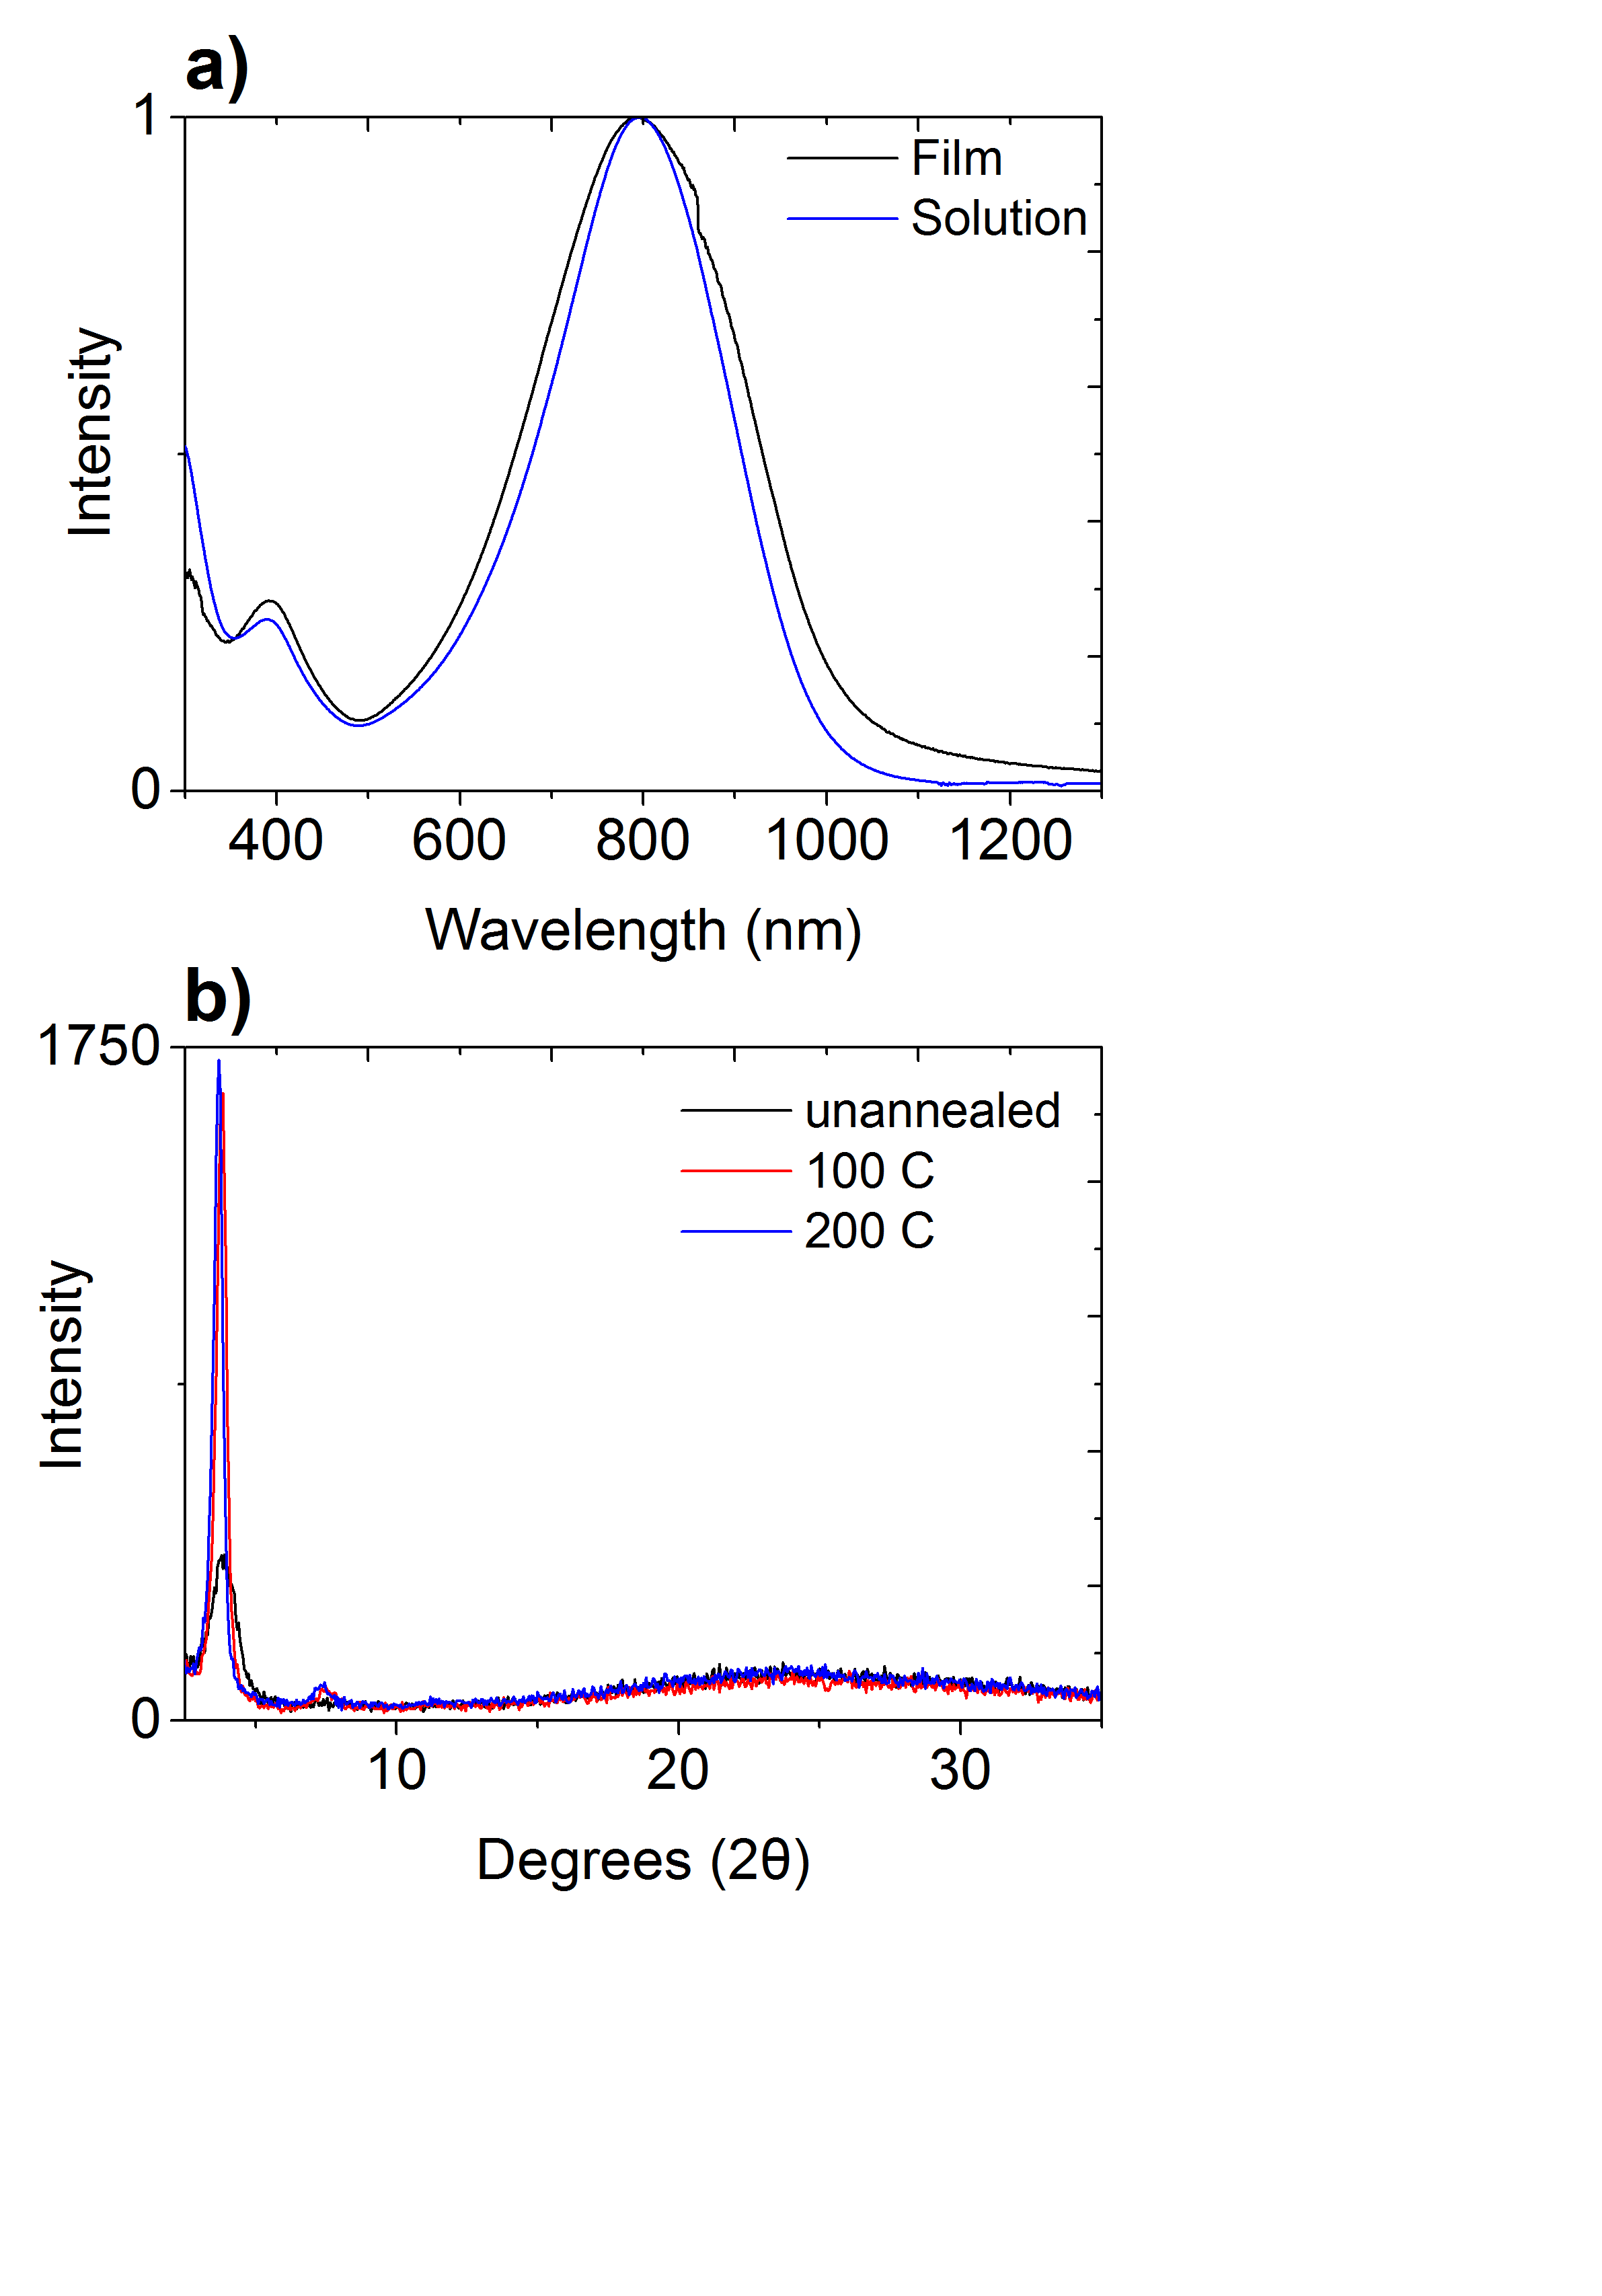 a)
1
Film
Solution
Intensity
0
400 600 800 1000 1200
Wavelength (nm)
b)
1750
unannealed
100 C
200 C
Intensity
0
10 20 30
Degrees (2θ)